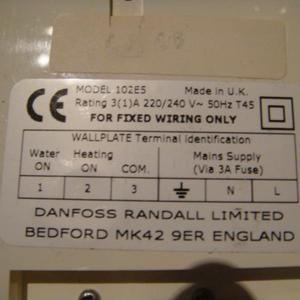 CE
MODEL 102E5 Made in U.K.
Rating 3(1)A 220/240 V~ 50Hz T45
FOR FIXED WIRING ONLY
WALLPLATE Terminal identification
Water Heating Mains Supply
ON ON COM. (Via 3A Fuse)
1 2 3 N L
DANFOSS RANDALL LIMITED
BEDFORD MK42 9ER ENGLAND